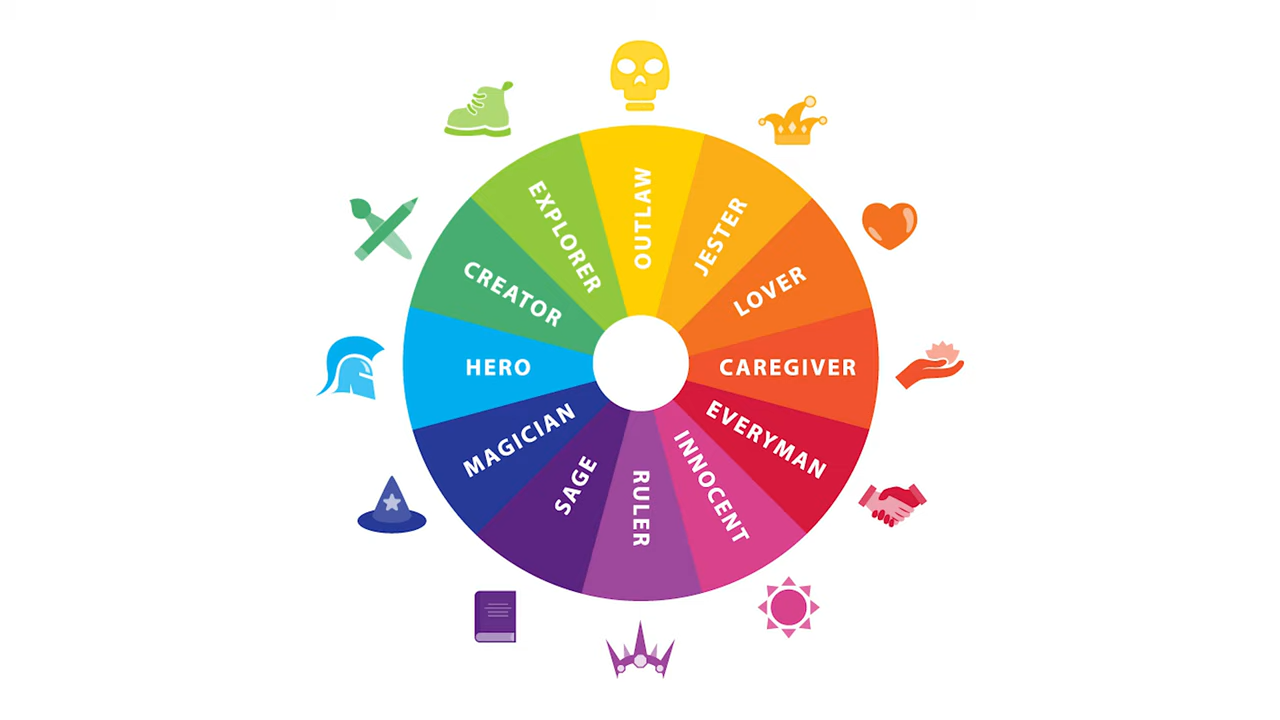 OUTLAW
JESTER
LOVER
CAREGIVER
EVERYMAN
INNOCENT
RULER
SAGE
MAGICIAN
HERO
CREATOR
EXPLORER